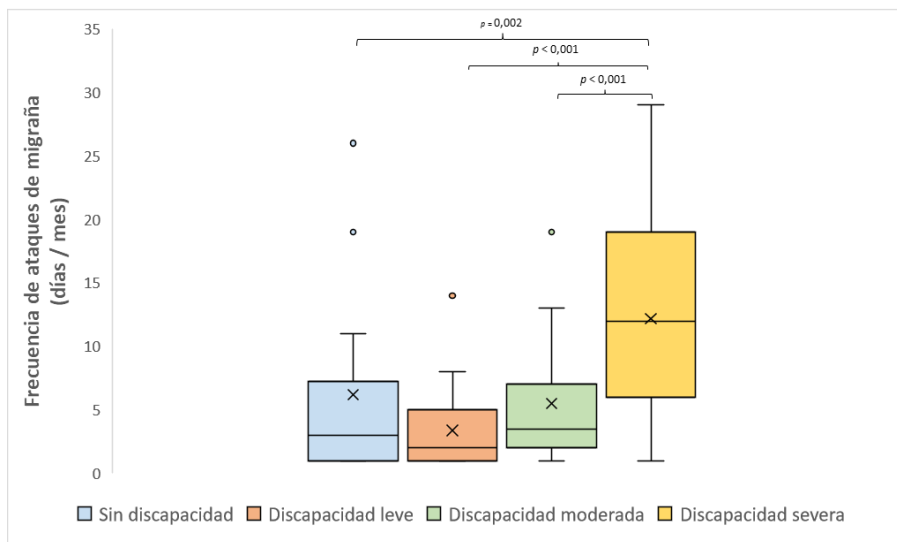 p = 0,002
p < 0,001
p < 0,001
35
30
25
20
15
10
5
0
Frecuencia de ataques de migraña
(días / mes)
Sin discapacidad Discapacidad leve Discapacidad moderada Discapacidad severa